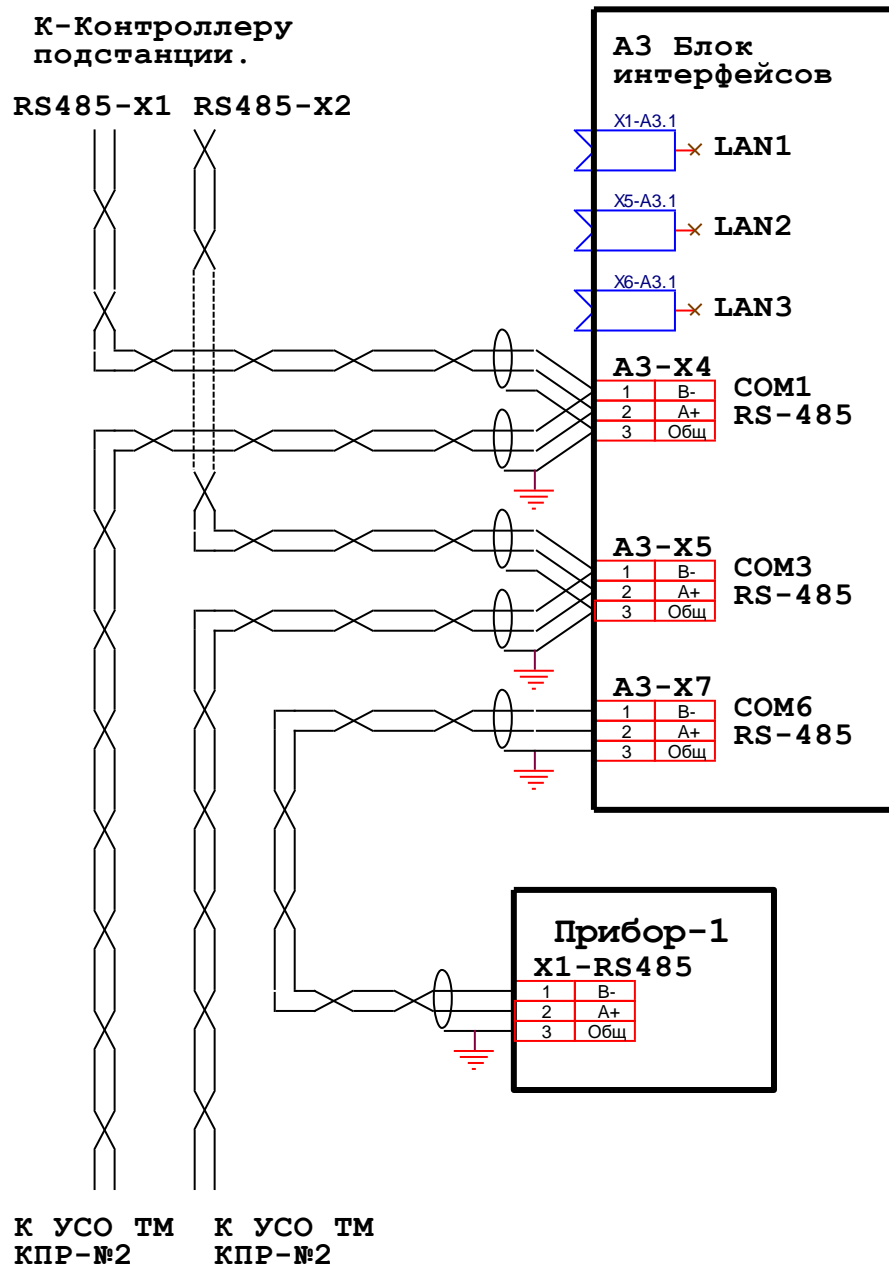 К-Контроллеру
подстанции.
RS485-X1 RS485-X2
А3 Блок
интерфейсов
X1-A3.1
LAN1
X5-A3.1
LAN2
X6-A3.1
LAN3
А3-X4
1 B-
2 A+
3 Общ
COM1
RS-485
А3-X5
1 B-
2 A+
3 Общ
COM3
RS-485
А3-X7
1 B-
2 A+
3 Общ
COM6
RS-485
Прибор-1
X1-RS485
1 B-
2 A+
3 Общ
К УСО ТМ
КПР-№2
К УСО ТМ
КПР-№2